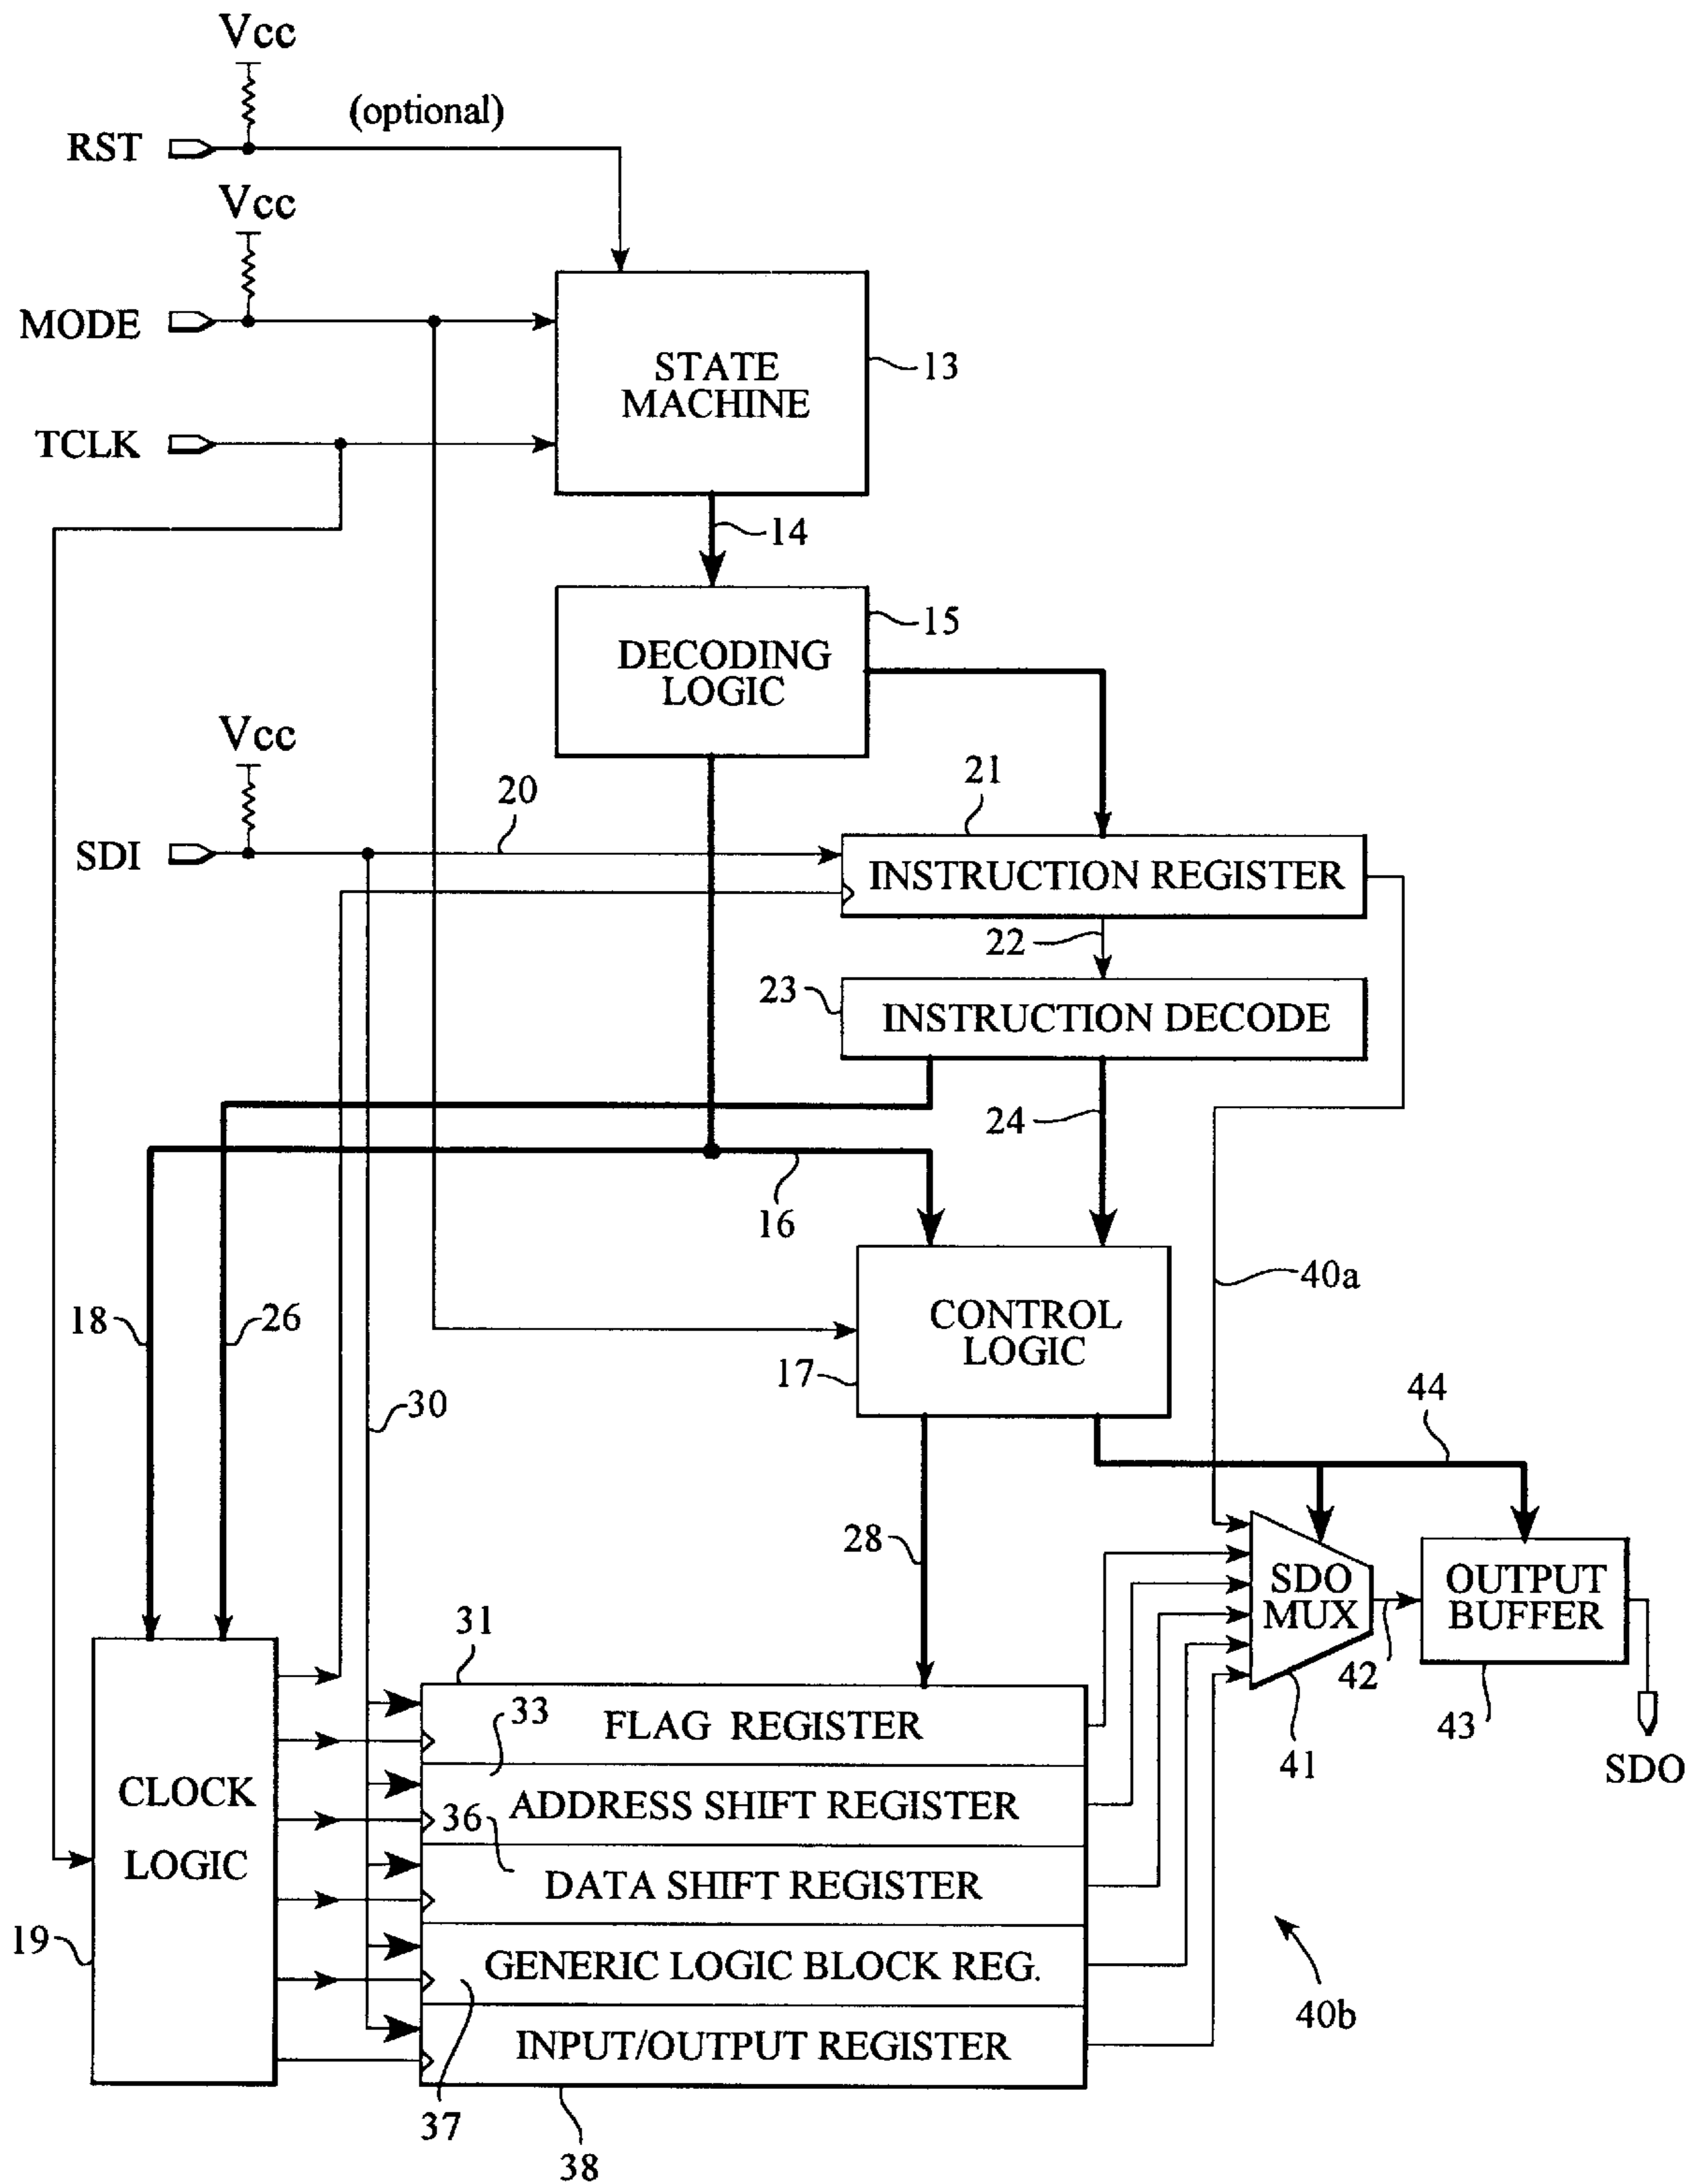 Vcc
(optional)
RST
Vcc
MODE
STATE
MACHINE
13
TCLK
14
15
DECODING
LOGIC
Vcc
20
21
SDI
INSTRUCTION REGISTER
22
23
INSTRUCTION DECODE
24
16
40a
18
26
CONTROL
LOGIC
17
30
44
28
SDO
MUX
OUTPUT
BUFFER
31
42
33
FLAG REGISTER
43
41
SDO
CLOCK
LOGIC
36
ADDRESS SHIFT REGISTER
DATA SHIFT REGISTER
19
GENERIC LOGIC BLOCK REG.
40b
INPUT/OUTPUT REGISTER
37
38